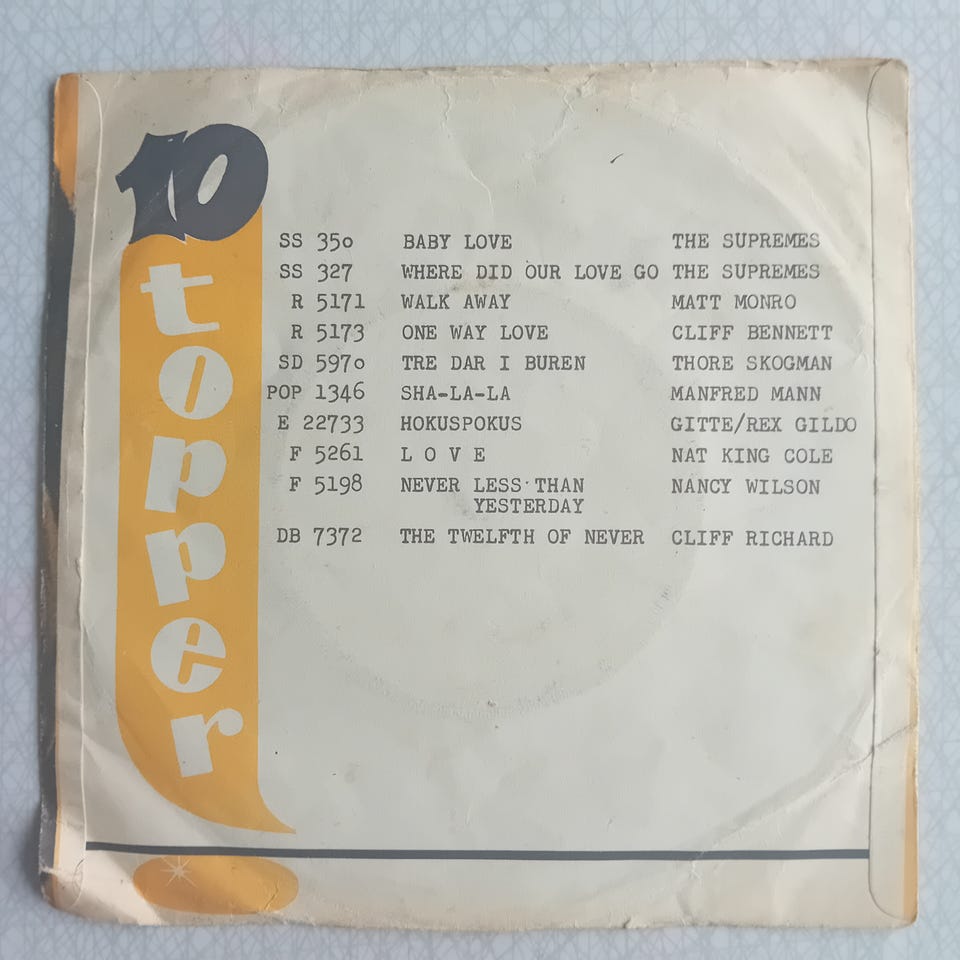 10
topper
SS 350 BABY LOVE THE SUPREMES
SS 327 WHERE DID OUR LOVE GO THE SUPREMES
R 5171 WALK AWAY MATT MONRO
R 5173 ONE WAY LOVE CLIFF BENNETT
SD 5970 TRE DAR I BUREN THORE SKOGMAN
POP 1346 SHA-LA-LA MANFRED MANN
E 22733 HOKUSPOKUS GITTE/REX GILDO
F 5261 L O V E NAT KING COLE
F 5198 NEVER LESS THAN NANCY WILSON
YESTERDAY
DB 7372 THE TWELFTH OF NEVER CLIFF RICHARD